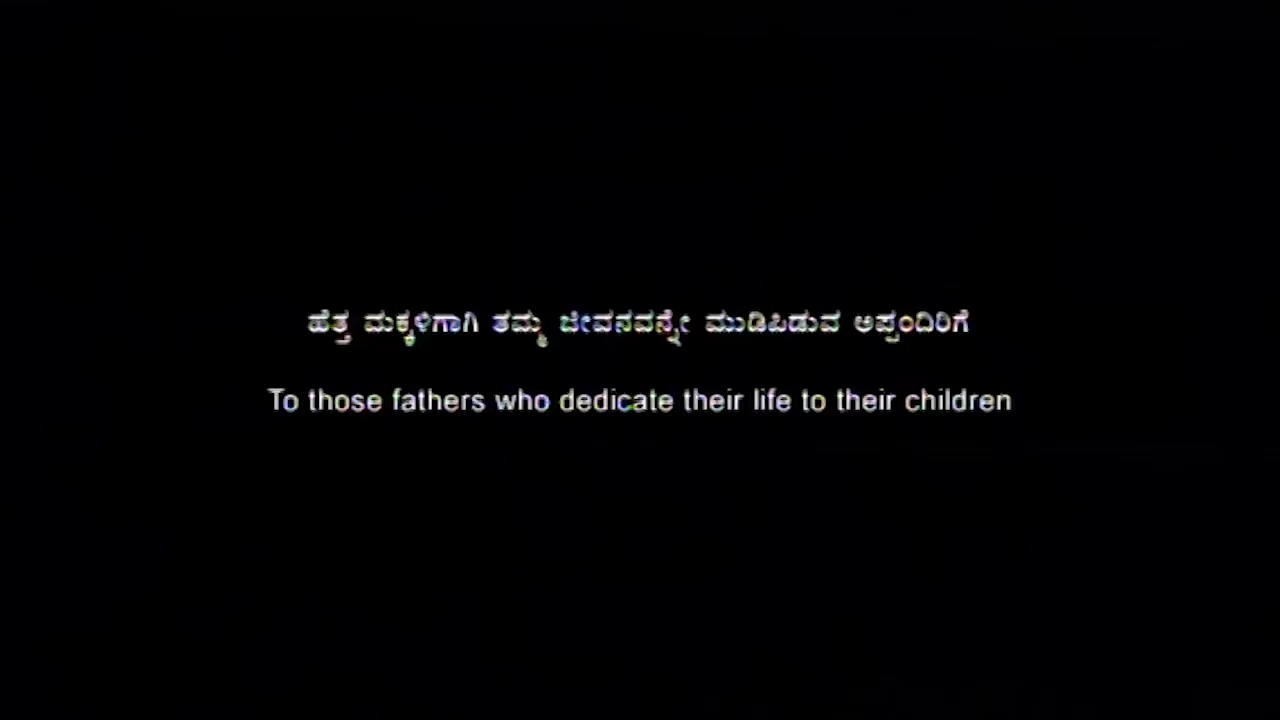 ಹೆತ್ತ ಮಕ್ಕಳಿಗಾಗಿ ತಮ್ಮ ಜೀವನವನ್ನೇ ಮುಡಿಪಿಡುವ ಅಪ್ಪಂದಿರಿಗೆ
To those fathers who dedicate their life to their children